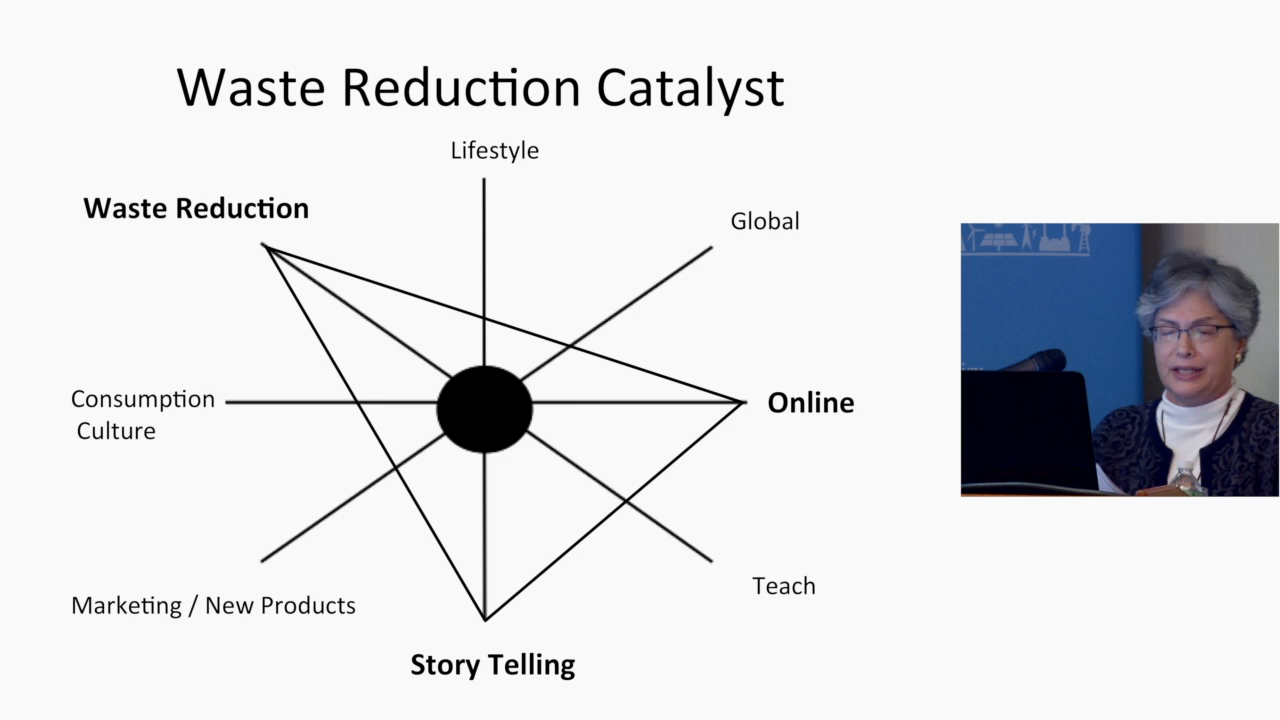 Waste Reduction Catalyst
Lifestyle
Waste Reduction
Global
Consumption
Culture
Online
Marketing / New Products
Teach
Story Telling